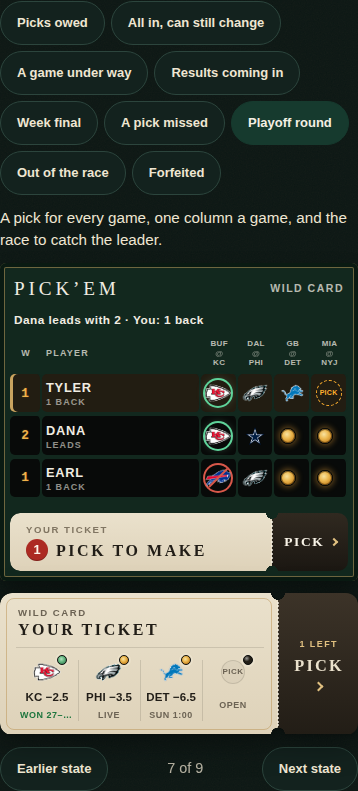 Picks owed
All in, can still change
A game under way
Results coming in
Week final
A pick missed
Playoff round
Out of the race
Forfeited
A pick for every game, one column a game, and the
race to catch the leader.
PICK’EM
WILD CARD
Dana leads with 2 · You: 1 back
W PLAYER BUF @ KC DAL @ PHI GB @ DET MIA @ NYJ
1 TYLER PICK
1 BACK
2 DANA
LEADS
1 EARL
1 BACK
YOUR TICKET
1 PICK TO MAKE
PICK
WILD CARD
YOUR TICKET
1 LEFT
PICK
PICK
KC −2.5 PHI −3.5 DET −6.5 OPEN
WON 27–… LIVE SUN 1:00
Earlier state 7 of 9 Next state